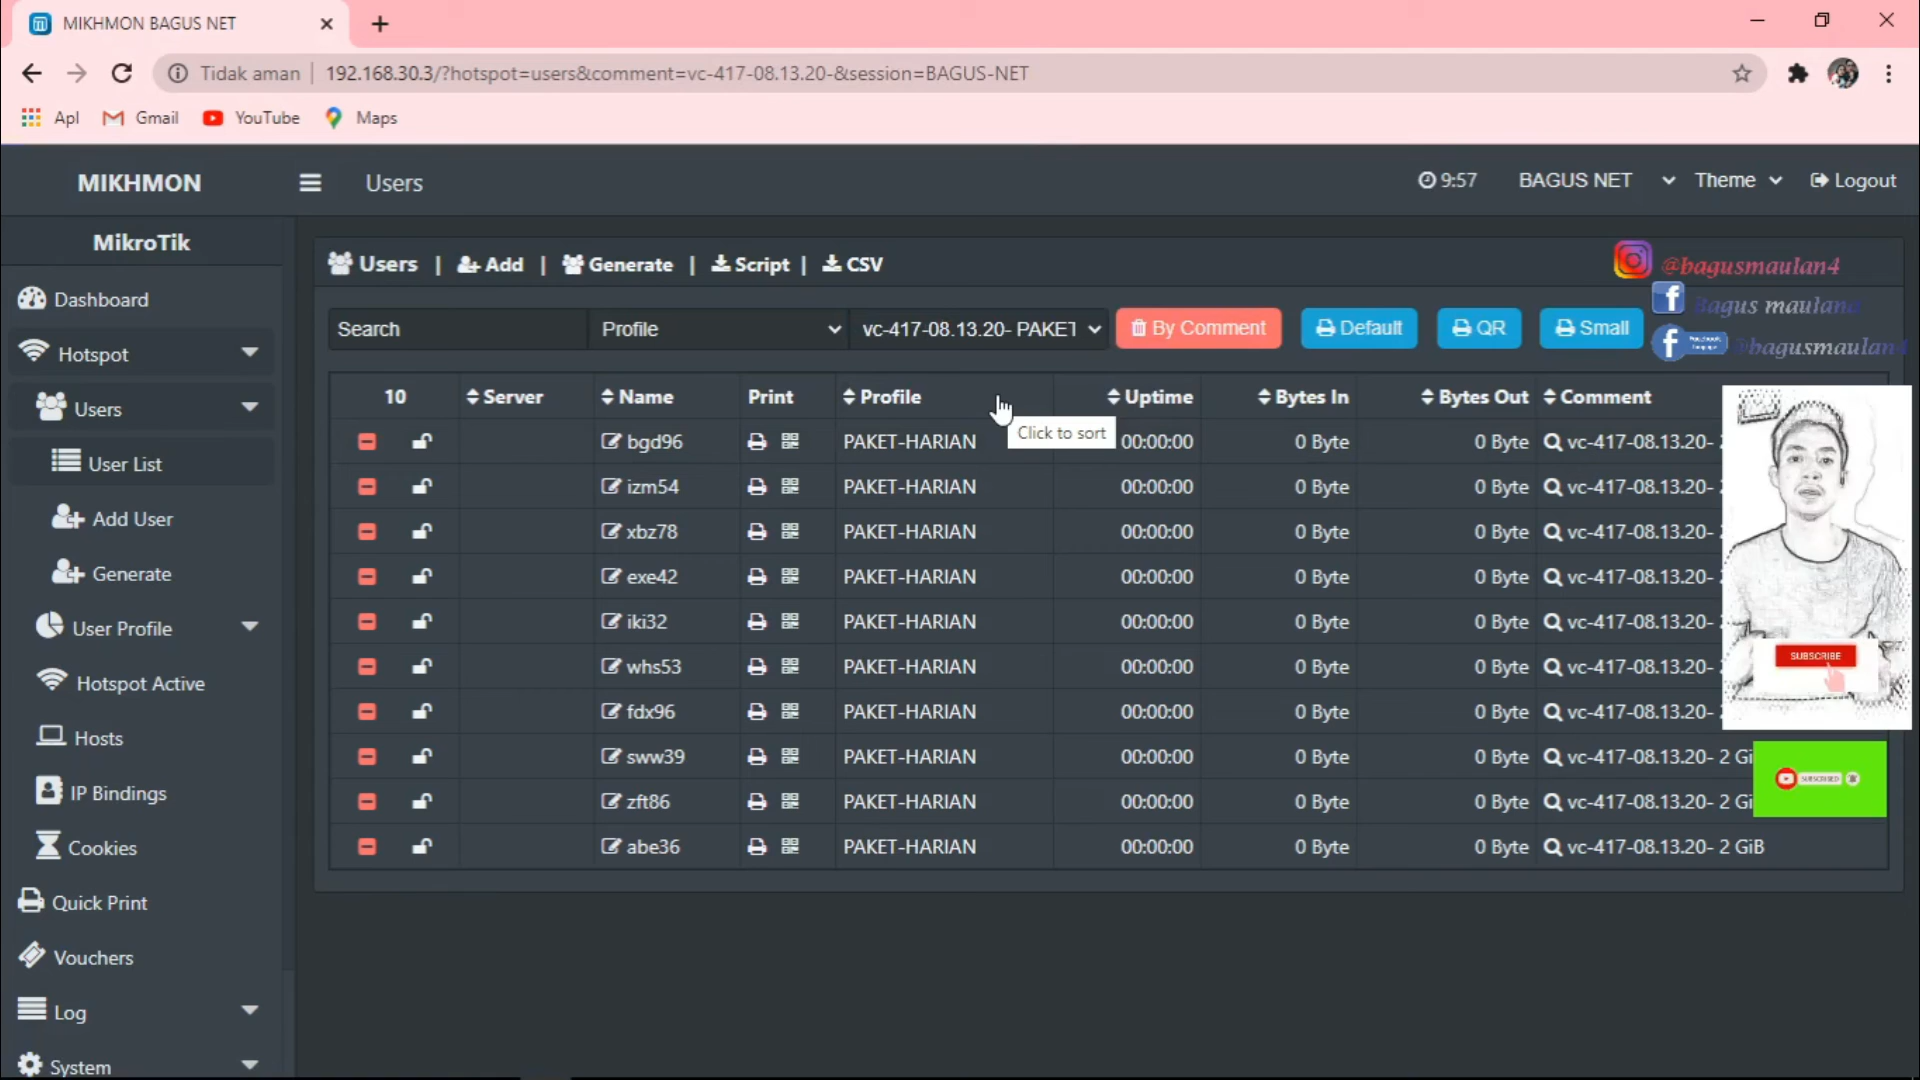 MIKHMON BAGUS NET
Tidak aman | 192.168.30.3/?hotspot=users&comment=vc-417-08.13.20-&session=BAGUS-NET
Apl Gmail YouTube Maps
MIKHMON Users 9:57 BAGUS NET Theme Logout
MikroTik
Dashboard
Hotspot
Users
User List
Add User
Generate
User Profile
Hotspot Active
Hosts
IP Bindings
Cookies
Quick Print
Vouchers
Log
System
Users | Add | Generate | Script | CSV
@bagusmaulan4
Bagus maulana
@bagusmaulan4
Search Profile vc-417-08.13.20- PAKET By Comment Default QR Small
10 Server Name Print Profile Uptime Bytes In Bytes Out Comment
Click to sort
bgd96 PAKET-HARIAN 00:00:00 0 Byte 0 Byte vc-417-08.13.20-
izm54 PAKET-HARIAN 00:00:00 0 Byte 0 Byte vc-417-08.13.20-
xbz78 PAKET-HARIAN 00:00:00 0 Byte 0 Byte vc-417-08.13.20-
exe42 PAKET-HARIAN 00:00:00 0 Byte 0 Byte vc-417-08.13.20-
iki32 PAKET-HARIAN 00:00:00 0 Byte 0 Byte vc-417-08.13.20-
whs53 PAKET-HARIAN 00:00:00 0 Byte 0 Byte vc-417-08.13.20-
fdx96 PAKET-HARIAN 00:00:00 0 Byte 0 Byte vc-417-08.13.20-
sww39 PAKET-HARIAN 00:00:00 0 Byte 0 Byte vc-417-08.13.20- 2 Gi
zft86 PAKET-HARIAN 00:00:00 0 Byte 0 Byte vc-417-08.13.20- 2 Gi
abe36 PAKET-HARIAN 00:00:00 0 Byte 0 Byte vc-417-08.13.20- 2 GiB
SUBSCRIBE
SUBSCRIBED